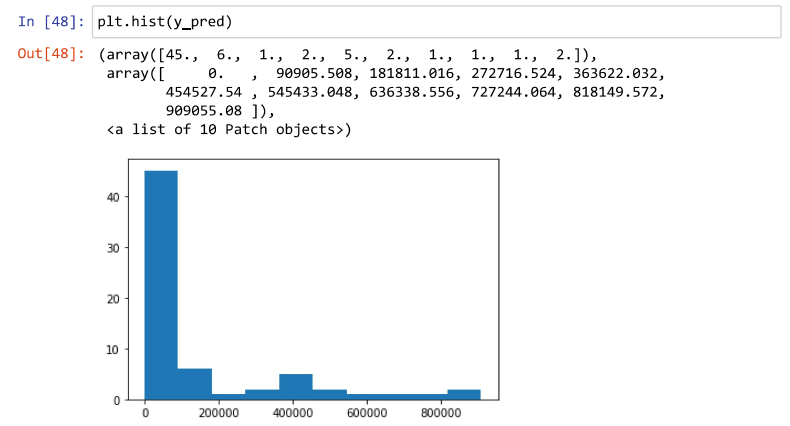 In [48]: plt.hist(y_pred)
Out[48]: (array([45., 6., 1., 2., 5., 2., 1., 1., 1., 2.]),
array([ 0. , 90905.508, 181811.016, 272716.524, 363622.032,
454527.54 , 545433.048, 636338.556, 727244.064, 818149.572,
909055.08 ]),
<a list of 10 Patch objects>)
40
30
20
10
0
0 200000 400000 600000 800000